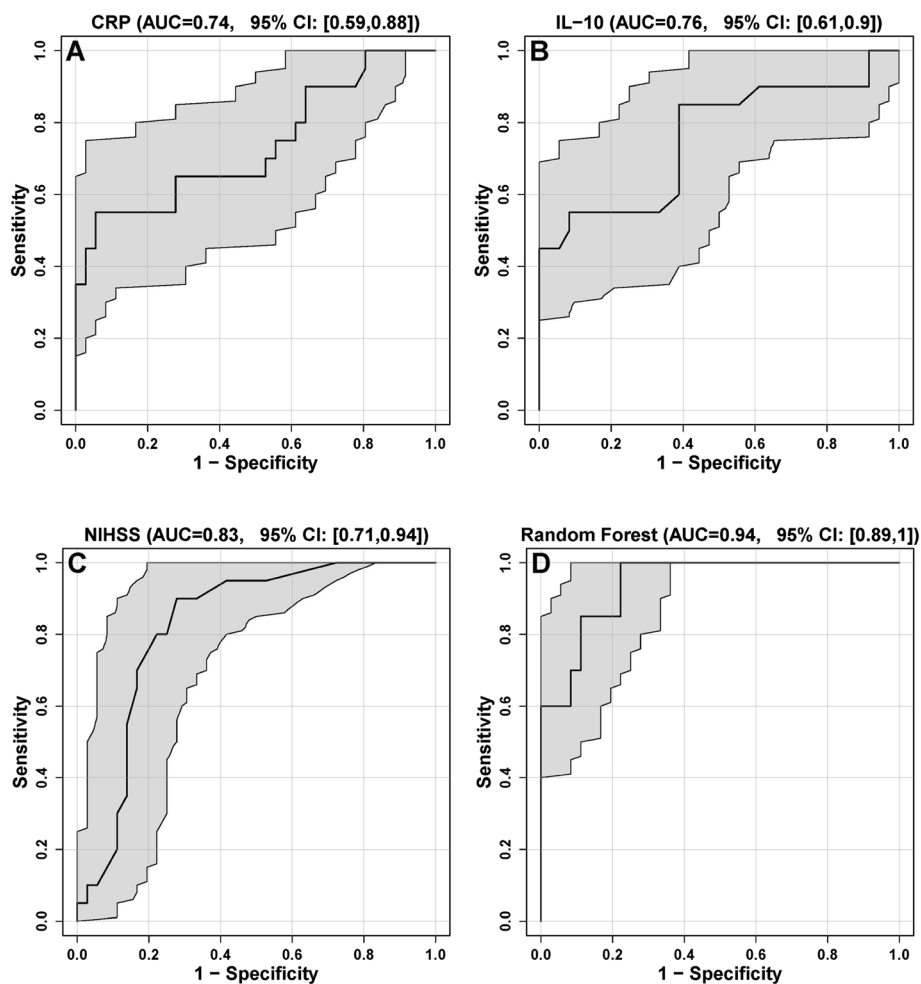 CRP (AUC=0.74, 95% CI: [0.59,0.88])
A
Sensitivity
1.0
0.8
0.6
0.4
0.2
0.0
0.0 0.2 0.4 0.6 0.8 1.0
1 − Specificity
IL−10 (AUC=0.76, 95% CI: [0.61,0.9])
B
Sensitivity
1.0
0.8
0.6
0.4
0.2
0.0
0.0 0.2 0.4 0.6 0.8 1.0
1 − Specificity
NIHSS (AUC=0.83, 95% CI: [0.71,0.94])
C
Sensitivity
1.0
0.8
0.6
0.4
0.2
0.0
0.0 0.2 0.4 0.6 0.8 1.0
1 − Specificity
Random Forest (AUC=0.94, 95% CI: [0.89,1])
D
Sensitivity
1.0
0.8
0.6
0.4
0.2
0.0
0.0 0.2 0.4 0.6 0.8 1.0
1 − Specificity